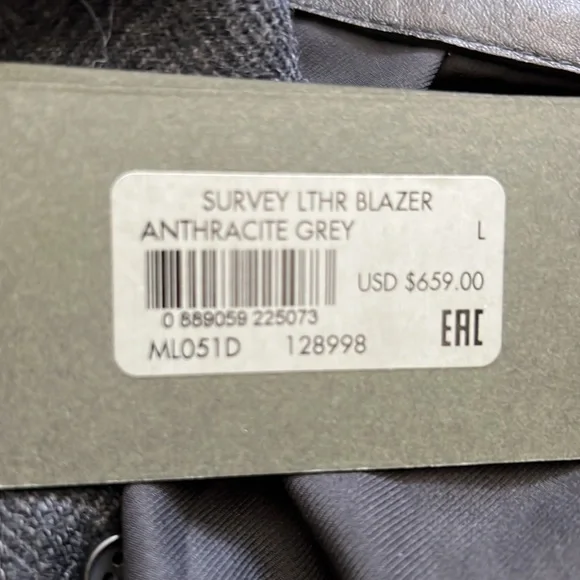 SURVEY LTHR BLAZER
ANTHRACITE GREY L
USD $659.00
0 889059 225073
ML051D 128998
EAC